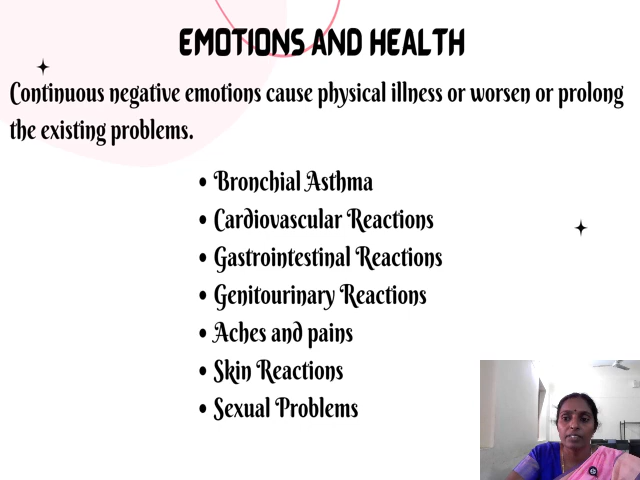 EMOTIONS AND HEALTH
Continuous negative emotions cause physical illness or worsen or prolong
the existing problems.
• Bronchial Asthma
• Cardiovascular Reactions
• Gastrointestinal Reactions
• Genitourinary Reactions
• Aches and pains
• Skin Reactions
• Sexual Problems